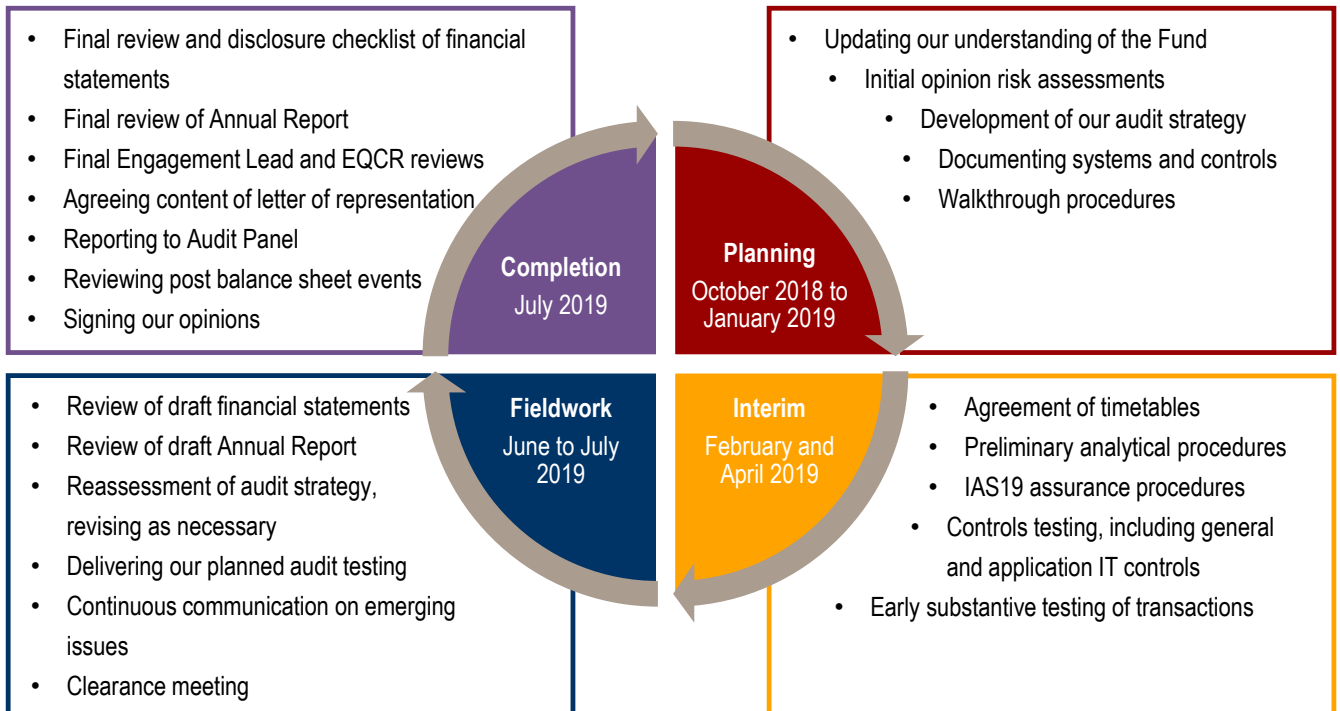 • Final review and disclosure checklist of financial
statements
• Final review of Annual Report
• Final Engagement Lead and EQCR reviews
• Agreeing content of letter of representation
• Reporting to Audit Panel
• Reviewing post balance sheet events
• Signing our opinions
Completion
July 2019
• Updating our understanding of the Fund
• Initial opinion risk assessments
• Development of our audit strategy
• Documenting systems and controls
• Walkthrough procedures
Planning
October 2018 to
January 2019
• Review of draft financial statements
• Review of draft Annual Report
• Reassessment of audit strategy,
revising as necessary
• Delivering our planned audit testing
• Continuous communication on emerging
issues
• Clearance meeting
Fieldwork
June to July
2019
Interim
February and
April 2019
• Agreement of timetables
• Preliminary analytical procedures
• IAS19 assurance procedures
• Controls testing, including general
and application IT controls
• Early substantive testing of transactions